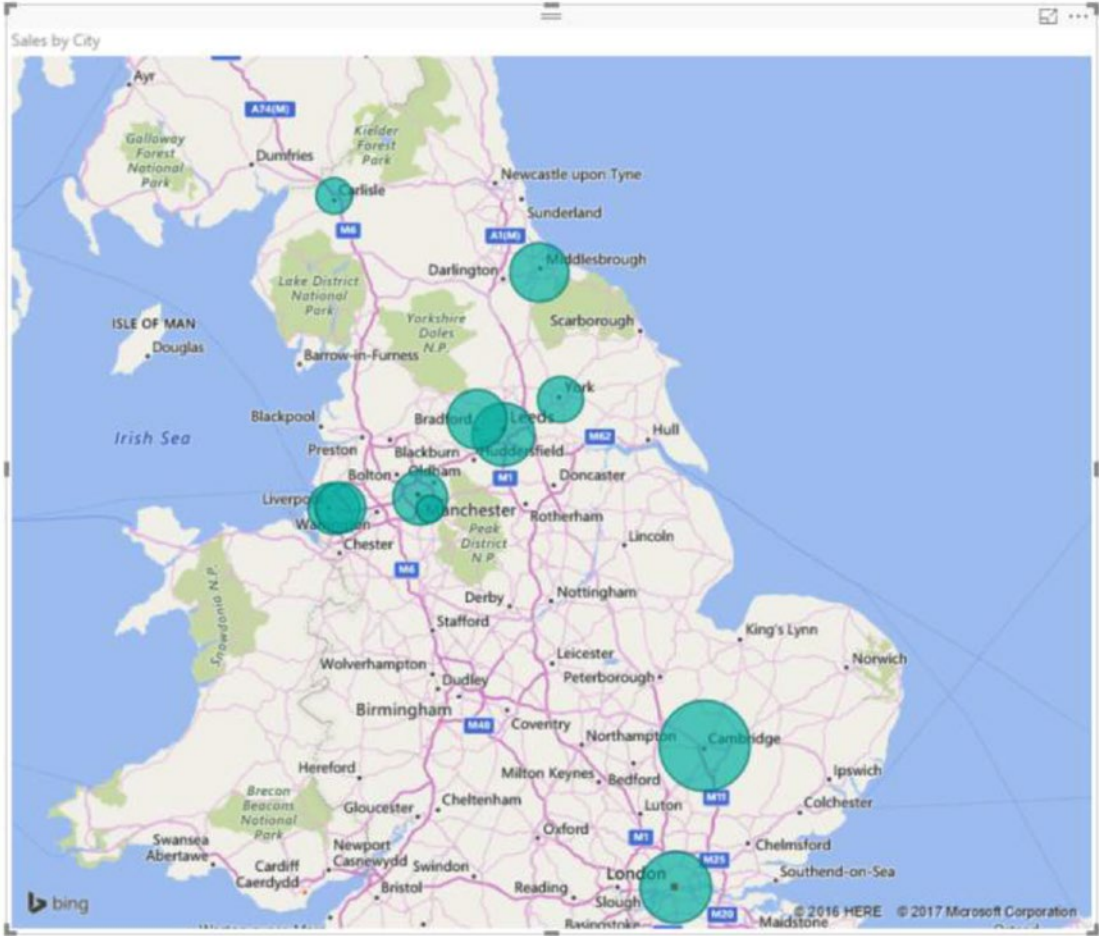 Sales by City
Ayr
A74(M)
Kielder
Forest
Park
Galloway
Forest
National
Park
Dumfries
Newcastle upon Tyne
Carlisle
Sunderland
M6
A1(M)
Middlesbrough
Darlington
Lake District
National
Park
ISLE OF MAN
Douglas
Yorkshire
Dales
N.P.
Scarborough
Barrow-in-Furness
York
Blackpool
Bradford
Leeds
Irish Sea
Preston
Blackburn
Huddersfield
M62
Hull
Bolton
Oldham
M1
Doncaster
Liverpo
Manchester
Rotherham
Chester
Peak
District
N.P.
Lincoln
M6
Derby
Nottingham
Snowdonia N.P.
Stafford
King's Lynn
Leicester
Norwich
Wolverhampton
Peterborough
Dudley
Birmingham
M40
Coventry
Northampton
Cambridge
Hereford
Milton Keynes
Bedford
Ipswich
Brecon
Beacons
National
Park
Gloucester
Cheltenham
Luton
M11
Colchester
Oxford
M1
Chelmsford
Swansea
Abertawe
Newport
Casnewydd
Swindon
M25
London
Southend-on-Sea
Cardiff
Caerdydd
Bristol
Reading
Slough
M20
Maidstone
Basingstoke
bing
© 2016 HERE © 2017 Microsoft Corporation